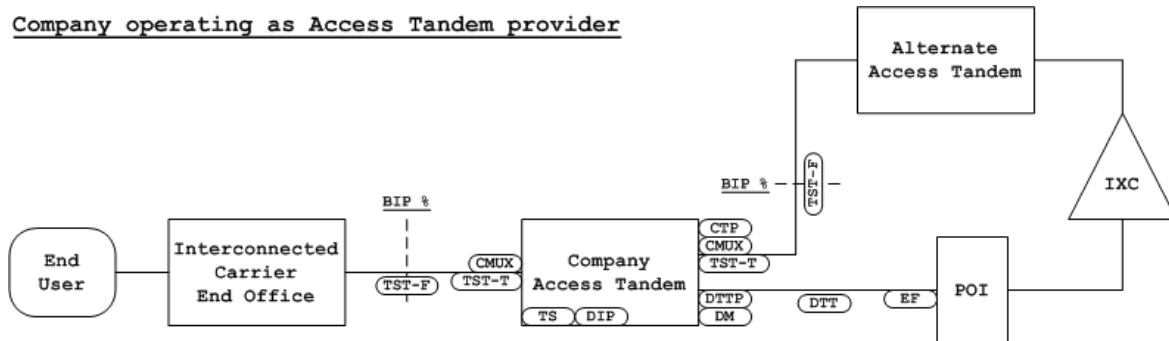 Company operating as Access Tandem provider
Alternate
Access Tandem
TST-F
BIP %
IXC
BIP %
End
User
Interconnected
Carrier
End Office
TST-F
CMUX
TST-T
Company
Access Tandem
TS
DIP
CTP
CMUX
TST-T
DTTP
DM
DTT
EF
POI